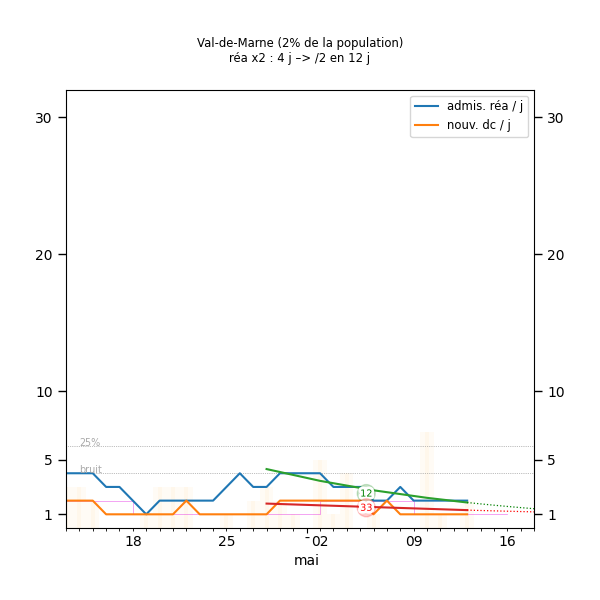 Val-de-Marne (2% de la population)
réa x2 : 4 j –> /2 en 12 j
admis. réa / j
nouv. dc / j
30 30
20 20
10 10
25%
5 5
bruit
12
33
1 1
18 25 02 09 16
mai